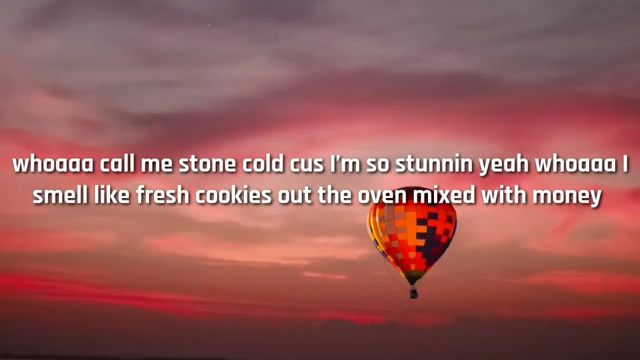 whoaaa call me stone cold cus I'm so stunnin yeah whoaaa I
smell like fresh cookies out the oven mixed with money